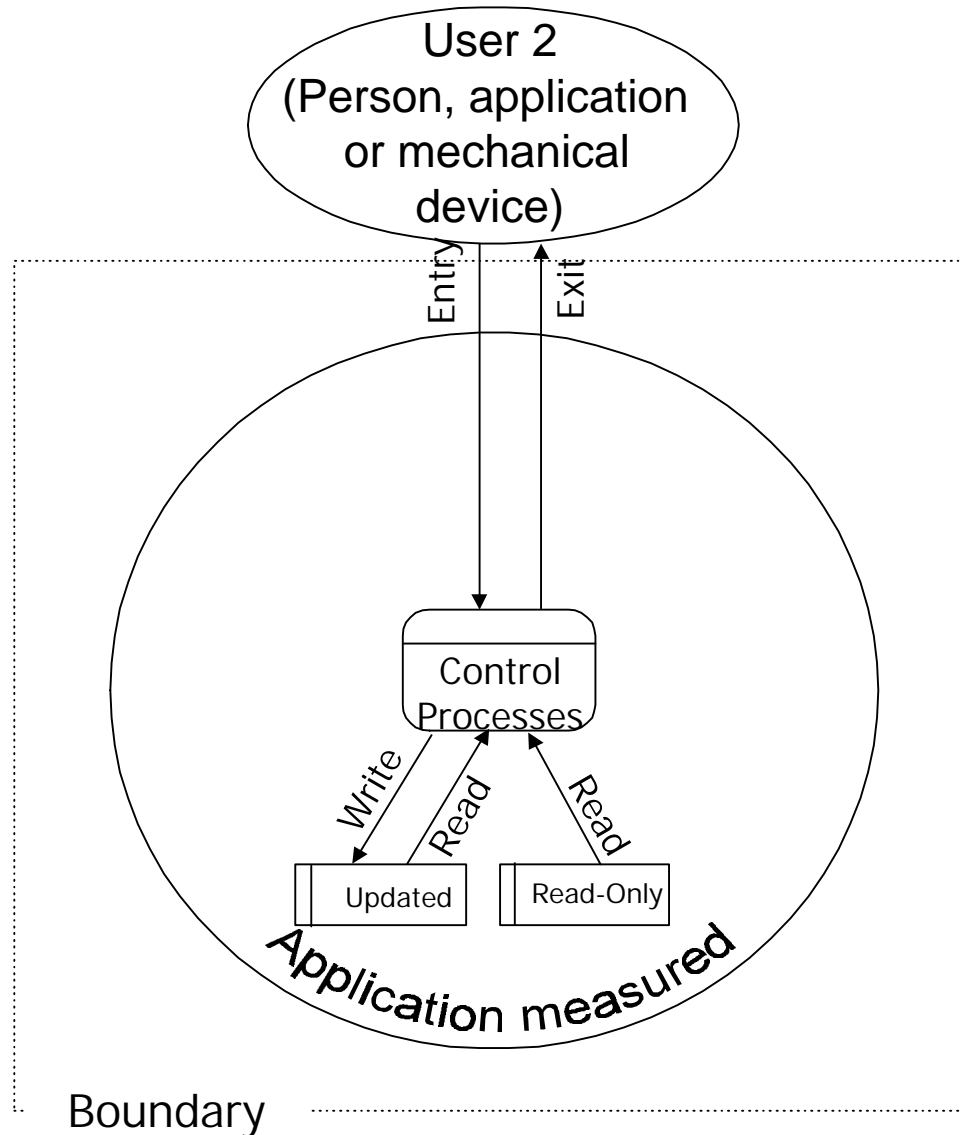 User 2
(Person, application
or mechanical
device)
Entry
Exit
Control
Processes
Write
Read
Read
Updated
Read-Only
Application measured
Boundary